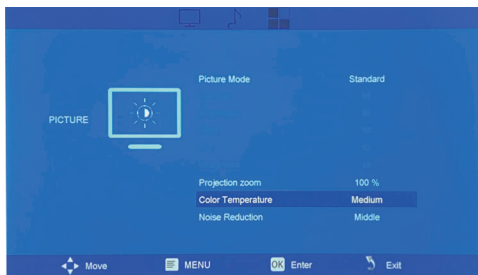 Picture Mode Standard
PICTURE
Projection zoom 100 %
Color Temperature Medium
Noise Reduction Middle
Move MENU OK Enter Exit